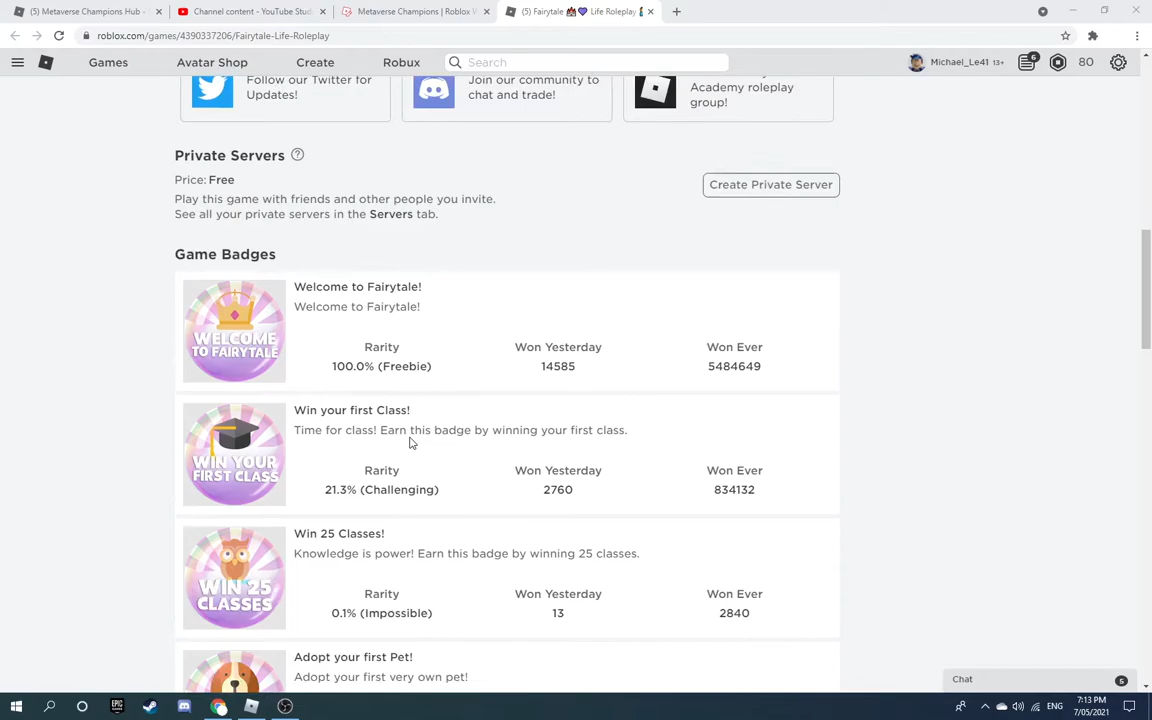 (5) Metaverse Champions Hub -
Channel content - YouTube Stud
Metaverse Champions | Roblox W
(5) Fairytale 🏰💜 Life Roleplay
roblox.com/games/4390337206/Fairytale-Life-Roleplay
Games
Avatar Shop
Create
Robux
Search
Michael_Le41 13+
6
80
Follow our Twitter for
Updates!
Join our community to
chat and trade!
Academy roleplay
group!
Private Servers
Price: Free
Create Private Server
Play this game with friends and other people you invite.
See all your private servers in the Servers tab.
Game Badges
WELCOME
TO FAIRYTALE
Welcome to Fairytale!
Welcome to Fairytale!
Rarity Won Yesterday Won Ever
100.0% (Freebie) 14585 5484649
WIN YOUR
FIRST CLASS
Win your first Class!
Time for class! Earn this badge by winning your first class.
Rarity Won Yesterday Won Ever
21.3% (Challenging) 2760 834132
WIN 25
CLASSES
Win 25 Classes!
Knowledge is power! Earn this badge by winning 25 classes.
Rarity Won Yesterday Won Ever
0.1% (Impossible) 13 2840
Adopt your first Pet!
Adopt your first very own pet!
Chat
5
EPIC
GAMES
ENG
7:13 PM
7/05/2021